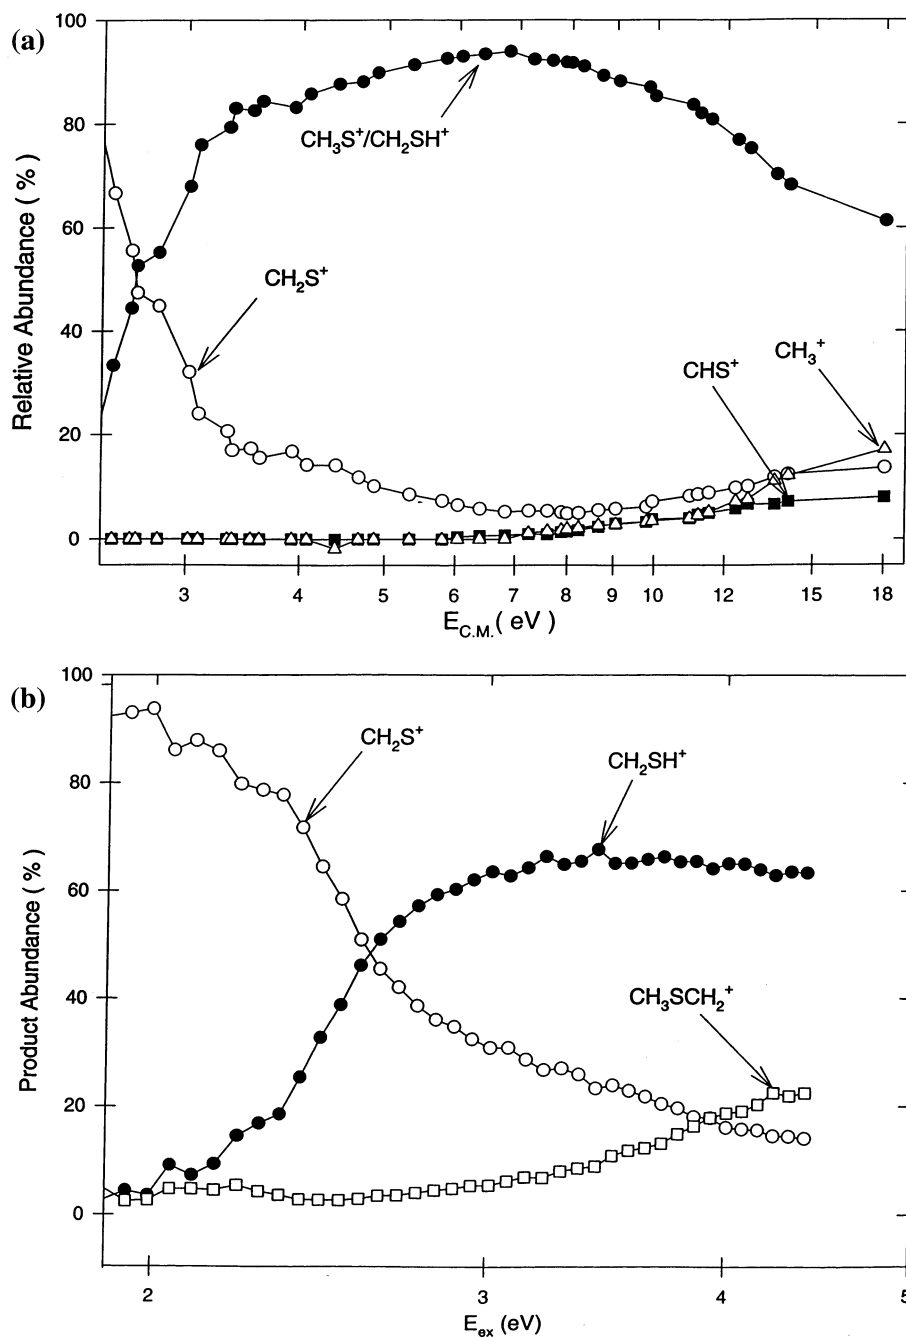 (a)
100
80
60
40
20
0
Relative Abundance ( % )
CH₃S⁺/CH₂SH⁺
CH₂S⁺
CHS⁺
CH₃⁺
3 4 5 6 7 8 9 10 12 15 18
E_C.M. ( eV )
(b)
100
80
60
40
20
0
Product Abundance ( % )
CH₂S⁺
CH₂SH⁺
CH₃SCH₂⁺
2 3 4 5
E_ex (eV)